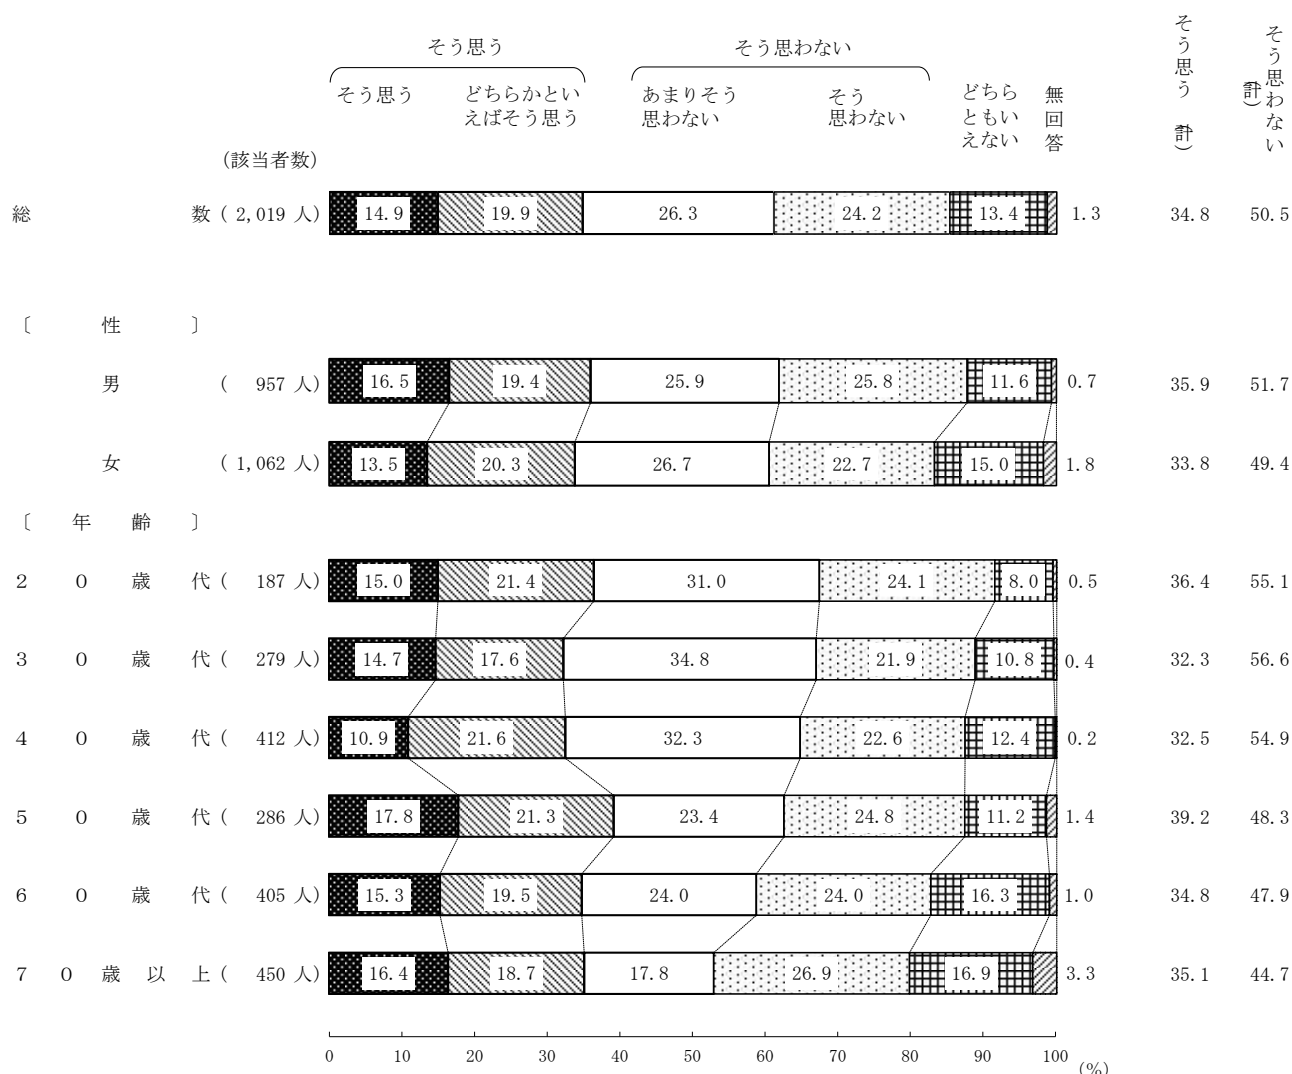 そう思う
そう思わない
そう思う（計）
そう思わない（計）
そう思う
どちらかとい
えばそう思う
あまりそう
思わない
そう
思わない
どちら
ともい
えない
無回答
（該当者数）
総 数（ 2,019 人） 14.9 19.9 26.3 24.2 13.4 1.3 34.8 50.5
〔 性 〕
男 （ 957 人） 16.5 19.4 25.9 25.8 11.6 0.7 35.9 51.7
女 （ 1,062 人） 13.5 20.3 26.7 22.7 15.0 1.8 33.8 49.4
〔 年 齢 〕
２ ０ 歳 代（ 187 人） 15.0 21.4 31.0 24.1 8.0 0.5 36.4 55.1
３ ０ 歳 代（ 279 人） 14.7 17.6 34.8 21.9 10.8 0.4 32.3 56.6
４ ０ 歳 代（ 412 人） 10.9 21.6 32.3 22.6 12.4 0.2 32.5 54.9
５ ０ 歳 代（ 286 人） 17.8 21.3 23.4 24.8 11.2 1.4 39.2 48.3
６ ０ 歳 代（ 405 人） 15.3 19.5 24.0 24.0 16.3 1.0 34.8 47.9
７ ０ 歳 以 上（ 450 人） 16.4 18.7 17.8 26.9 16.9 3.3 35.1 44.7
0 10 20 30 40 50 60 70 80 90 100
(%)